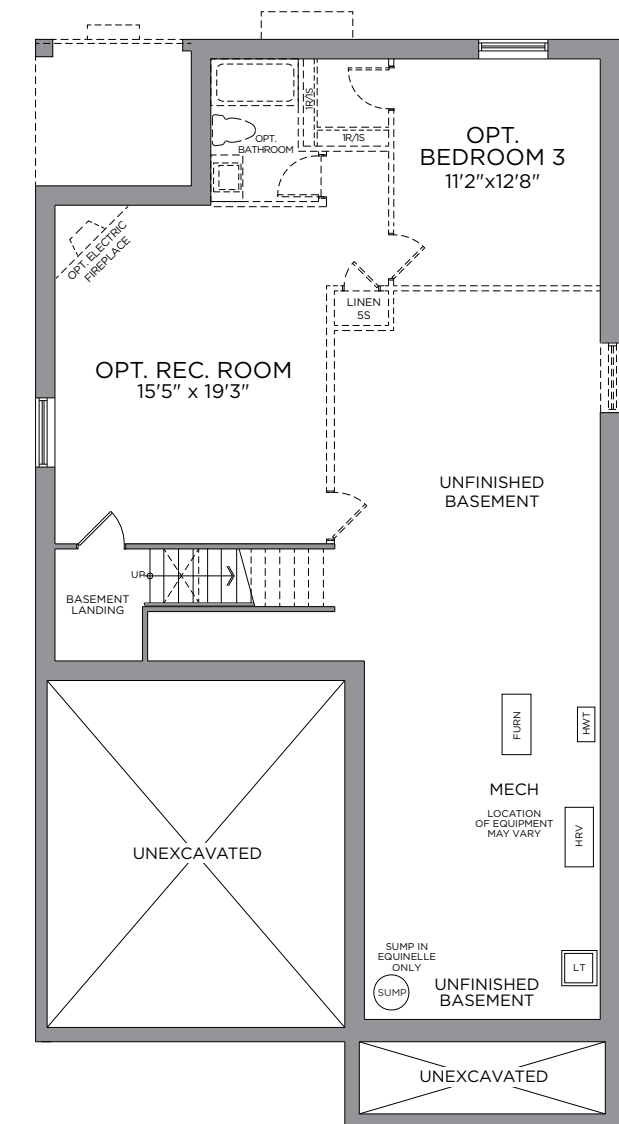 1R/1S
OPT.
BATHROOM
1R/1S
OPT.
BEDROOM 3
11'2"x12'8"
OPT. ELECTRIC
FIREPLACE
LINEN
5S
OPT. REC. ROOM
15'5" x 19'3"
UNFINISHED
BASEMENT
UP
BASEMENT
LANDING
FURN
HWT
MECH
LOCATION
OF EQUIPMENT
MAY VARY
HRV
UNEXCAVATED
SUMP IN
EQUINELLE
ONLY
SUMP
UNFINISHED
BASEMENT
LT
UNEXCAVATED